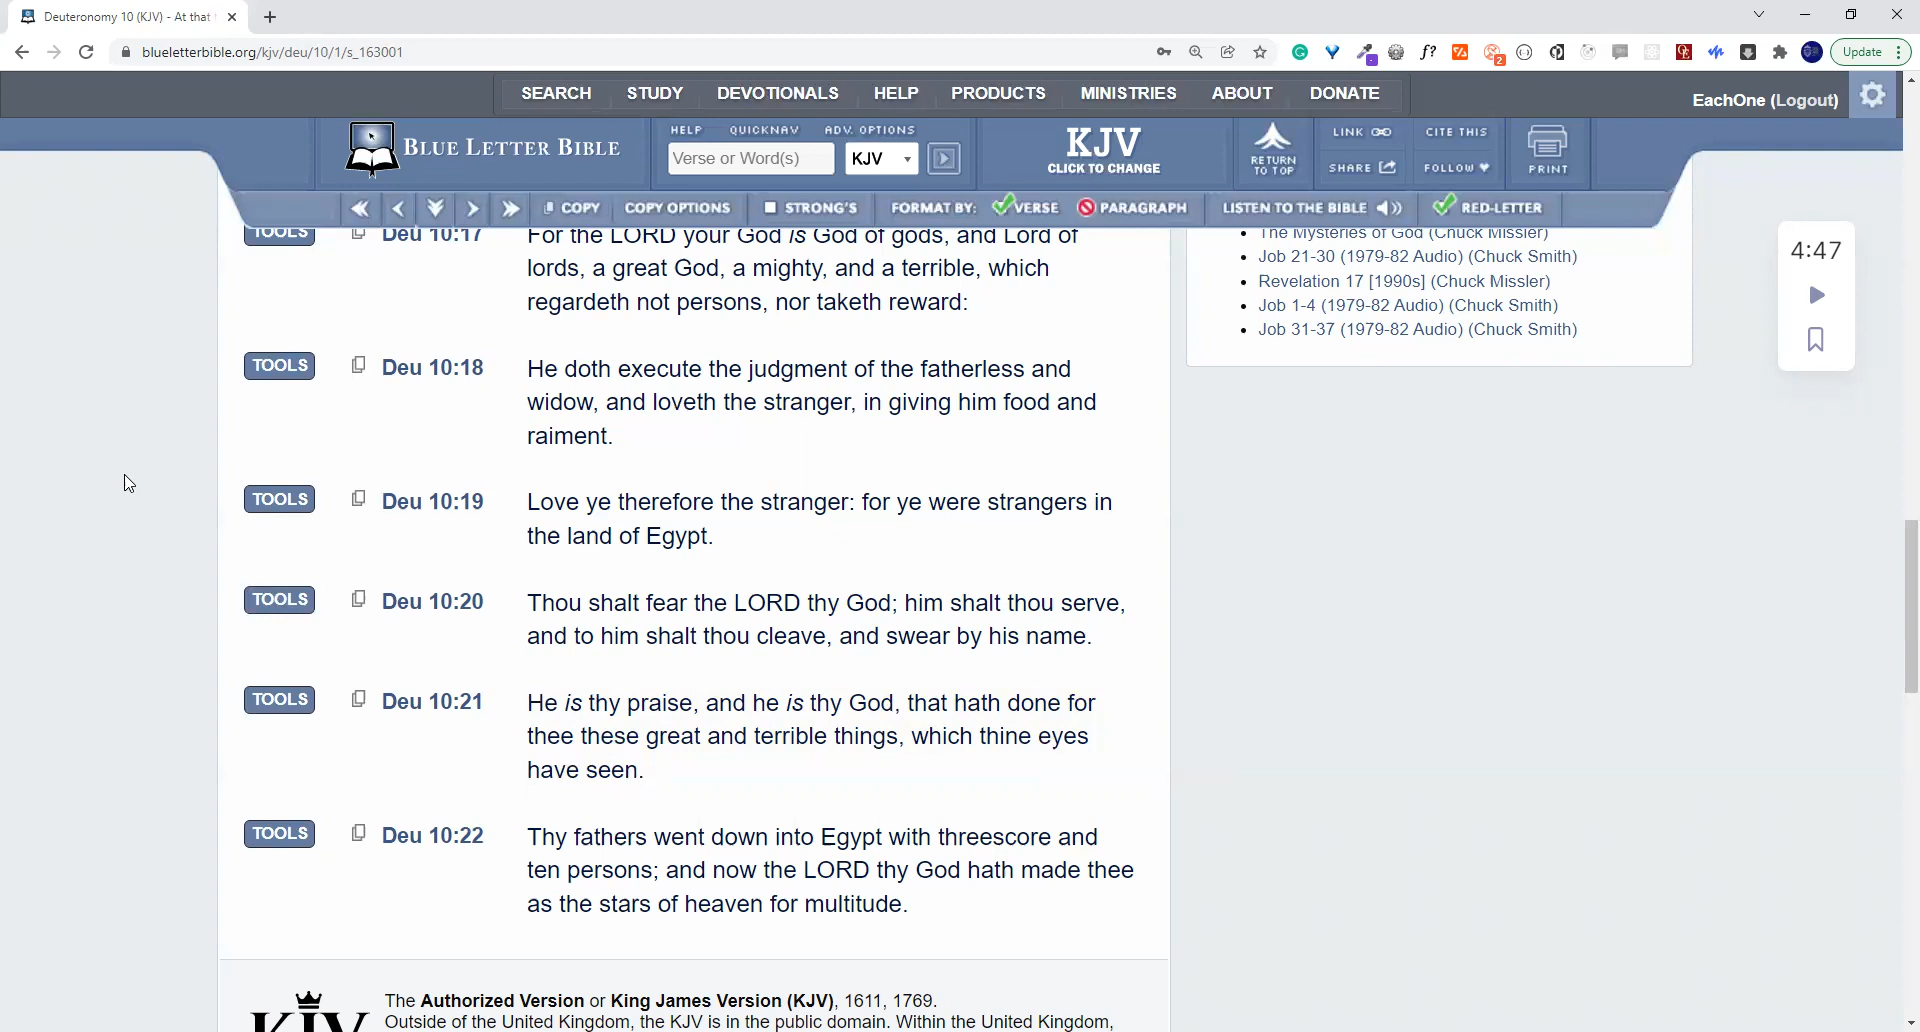 Deuteronomy 10 (KJV) - At that
blueletterbible.org/kjv/deu/10/1/s_163001
Update
SEARCH STUDY DEVOTIONALS HELP PRODUCTS MINISTRIES ABOUT DONATE
EachOne (Logout)
BLUE LETTER BIBLE
HELP QUICKNAV ADV. OPTIONS
Verse or Word(s)
KJV
KJV
CLICK TO CHANGE
RETURN
TO TOP
LINK
CITE THIS
SHARE
FOLLOW
PRINT
COPY COPY OPTIONS STRONG'S FORMAT BY: VERSE PARAGRAPH LISTEN TO THE BIBLE RED-LETTER
TOOLS Deu 10:17 For the LORD your God is God of gods, and Lord of
lords, a great God, a mighty, and a terrible, which
regardeth not persons, nor taketh reward:
TOOLS Deu 10:18 He doth execute the judgment of the fatherless and
widow, and loveth the stranger, in giving him food and
raiment.
TOOLS Deu 10:19 Love ye therefore the stranger: for ye were strangers in
the land of Egypt.
TOOLS Deu 10:20 Thou shalt fear the LORD thy God; him shalt thou serve,
and to him shalt thou cleave, and swear by his name.
TOOLS Deu 10:21 He is thy praise, and he is thy God, that hath done for
thee these great and terrible things, which thine eyes
have seen.
TOOLS Deu 10:22 Thy fathers went down into Egypt with threescore and
ten persons; and now the LORD thy God hath made thee
as the stars of heaven for multitude.
The Mysteries of God (Chuck Missler)
Job 21-30 (1979-82 Audio) (Chuck Smith)
Revelation 17 [1990s] (Chuck Missler)
Job 1-4 (1979-82 Audio) (Chuck Smith)
Job 31-37 (1979-82 Audio) (Chuck Smith)
4:47
KJV
The Authorized Version or King James Version (KJV), 1611, 1769.
Outside of the United Kingdom, the KJV is in the public domain. Within the United Kingdom,